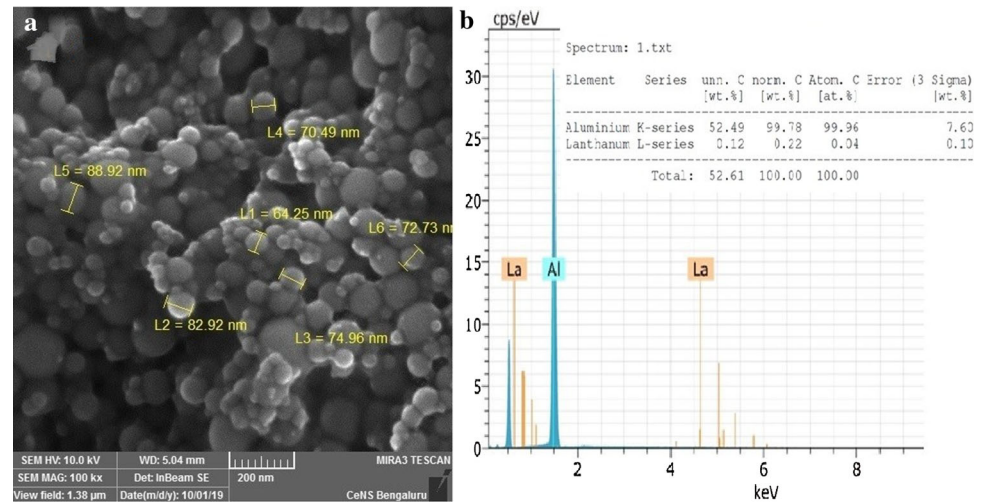 a
L4 = 70.49 nm
L5 = 88.92 nm
L1 = 64.25 nm
L6 = 72.73 n
L2 = 82.92 nm
L3 = 74.96 nm
SEM HV: 10.0 kV WD: 5.04 mm MIRA3 TESCAN
SEM MAG: 100 kx Det: InBeam SE 200 nm
View field: 1.38 µm Date(m/d/y): 10/01/19 CeNS Bengaluru
b
cps/eV
Spectrum: 1.txt
Element Series unn. C norm. C Atom. C Error (3 Sigma)
[wt.%] [wt.%] [at.%] [wt.%]
Aluminium K-series 52.49 99.78 99.96 7.60
Lanthanum L-series 0.12 0.22 0.04 0.10
Total: 52.61 100.00 100.00
30
25
20
15
10
5
0
La Al La
2 4 6 8
keV